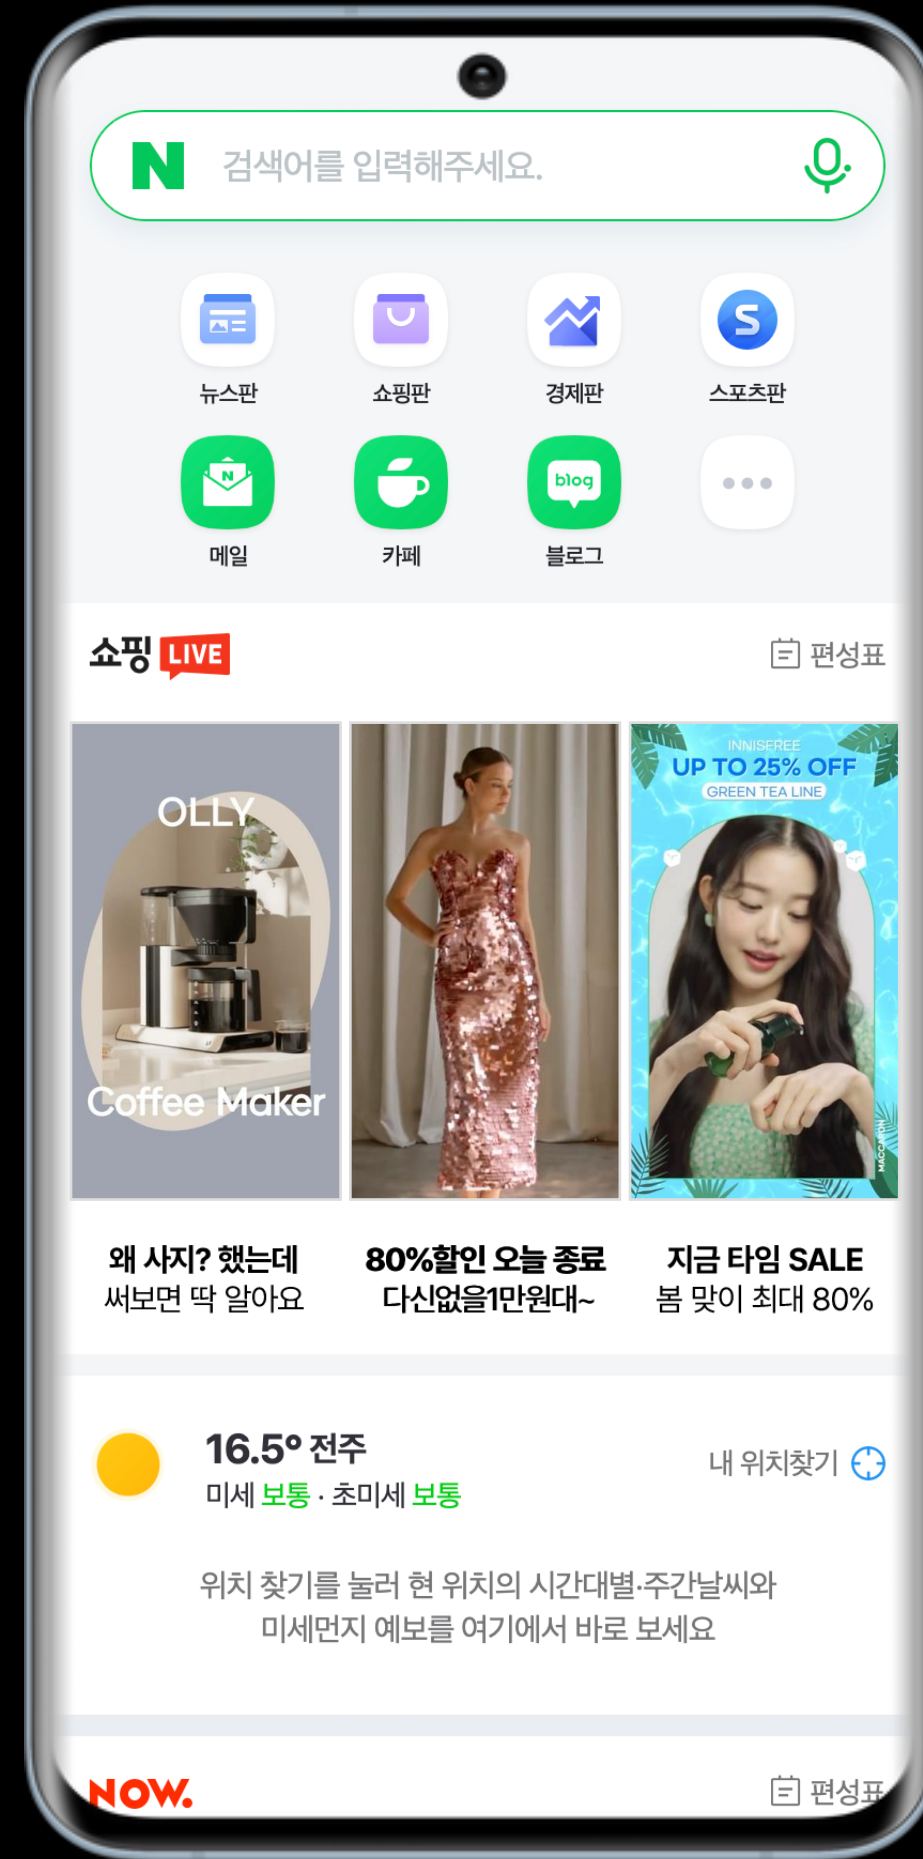 N 검색어를 입력해주세요.
뉴스판 쇼핑판 경제판 스포츠판
N blog
메일 카페 블로그
쇼핑 LIVE 편성표
OLLY
Coffee Maker
INNISFREE
UP TO 25% OFF
GREEN TEA LINE
MACCARON
왜 사지? 했는데
써보면 딱 알아요
80%할인 오늘 종료
다신없을1만원대~
지금 타임 SALE
봄 맞이 최대 80%
16.5° 전주
미세 보통 · 초미세 보통
내 위치찾기
위치 찾기를 눌러 현 위치의 시간대별·주간날씨와
미세먼지 예보를 여기에서 바로 보세요
NOW. 편성표